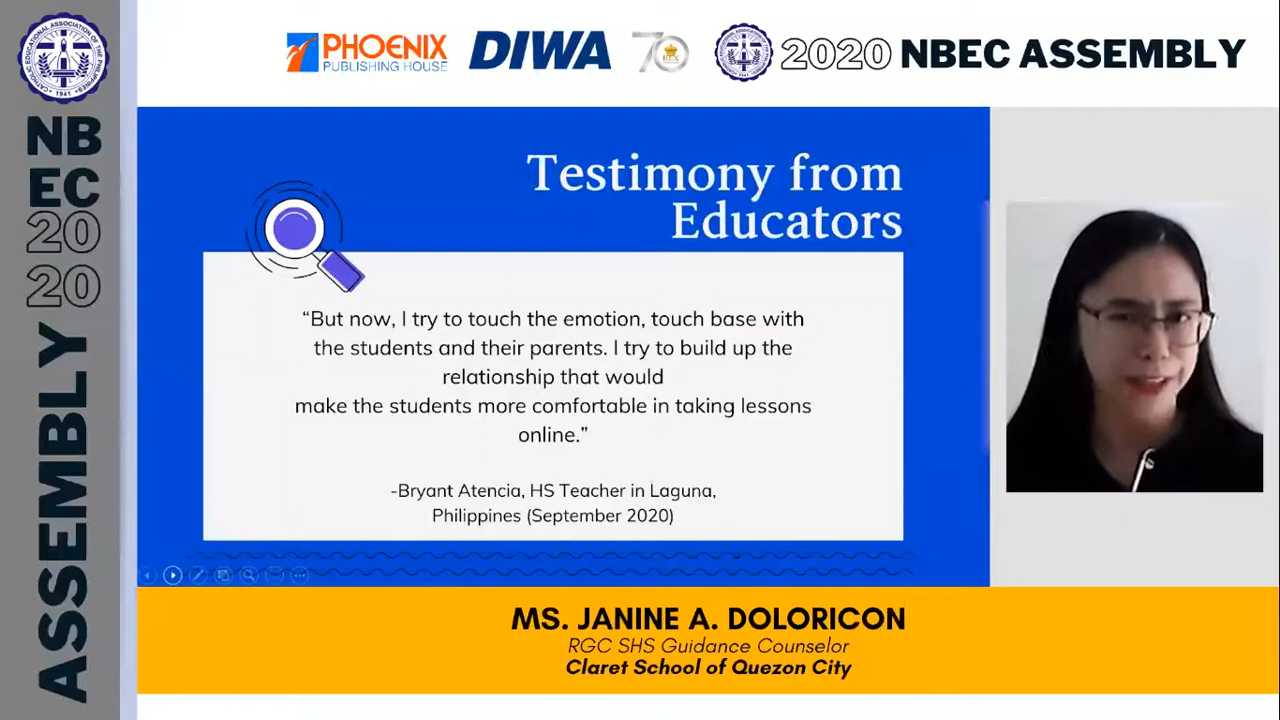 NB
EC
20
20
ASSEMBLY
PHOENIX
PUBLISHING HOUSE
DIWA
70
2020 NBEC ASSEMBLY
Testimony from
Educators
“But now, I try to touch the emotion, touch base with
the students and their parents. I try to build up the
relationship that would
make the students more comfortable in taking lessons
online.”
-Bryant Atencia, HS Teacher in Laguna,
Philippines (September 2020)
MS. JANINE A. DOLORICON
RGC SHS Guidance Counselor
Claret School of Quezon City